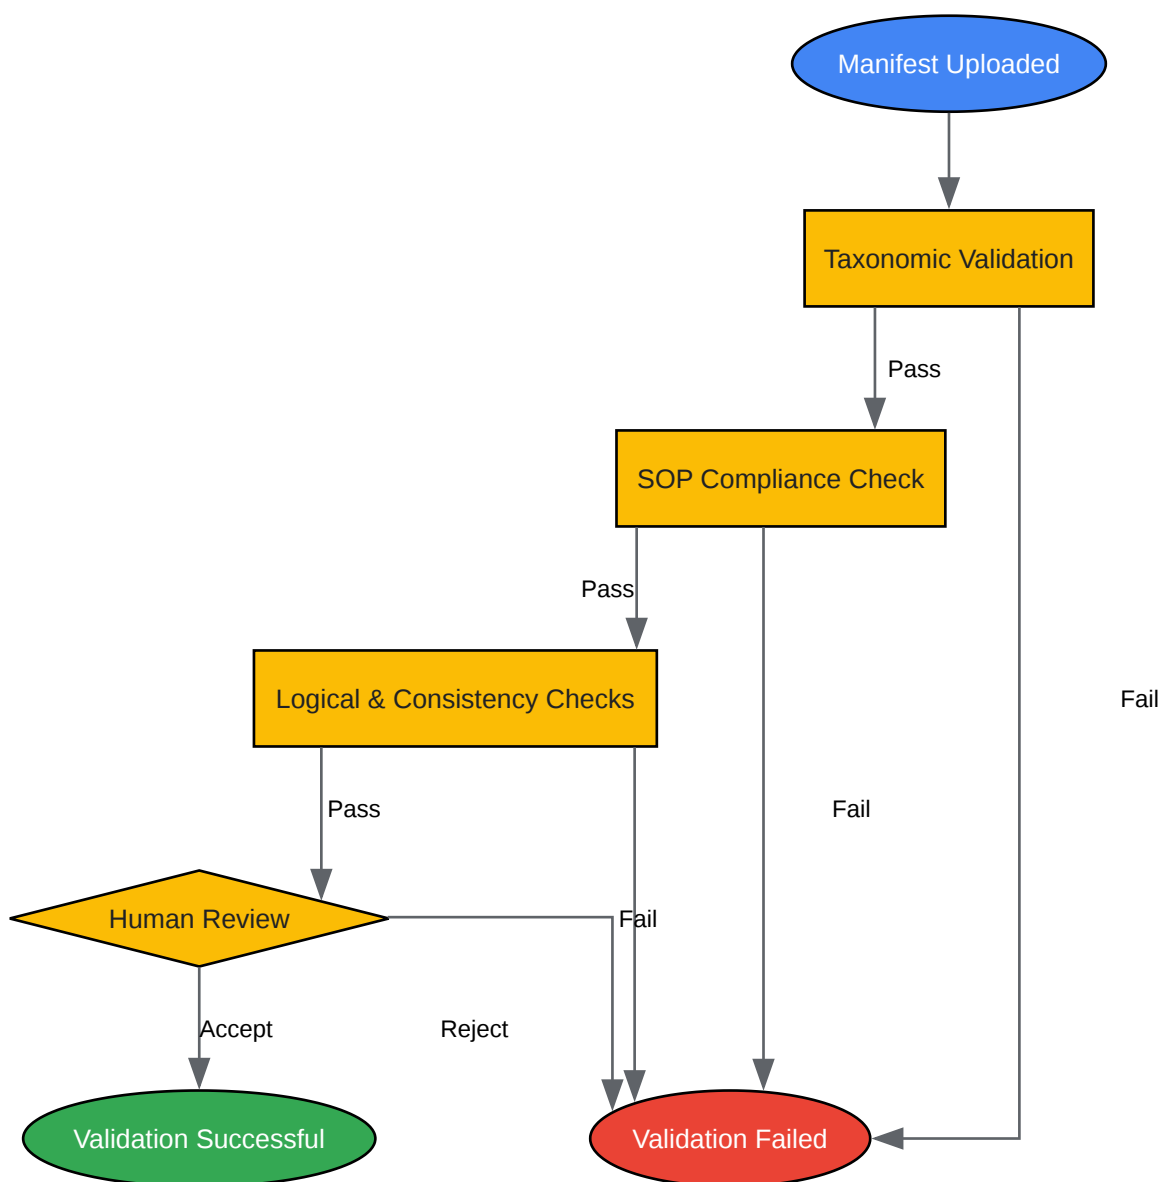 Manifest Uploaded
Taxonomic Validation
Pass
SOP Compliance Check
Pass
Logical & Consistency Checks
Fail
Pass
Fail
Human Review
Fail
Accept
Reject
Validation Successful
Validation Failed